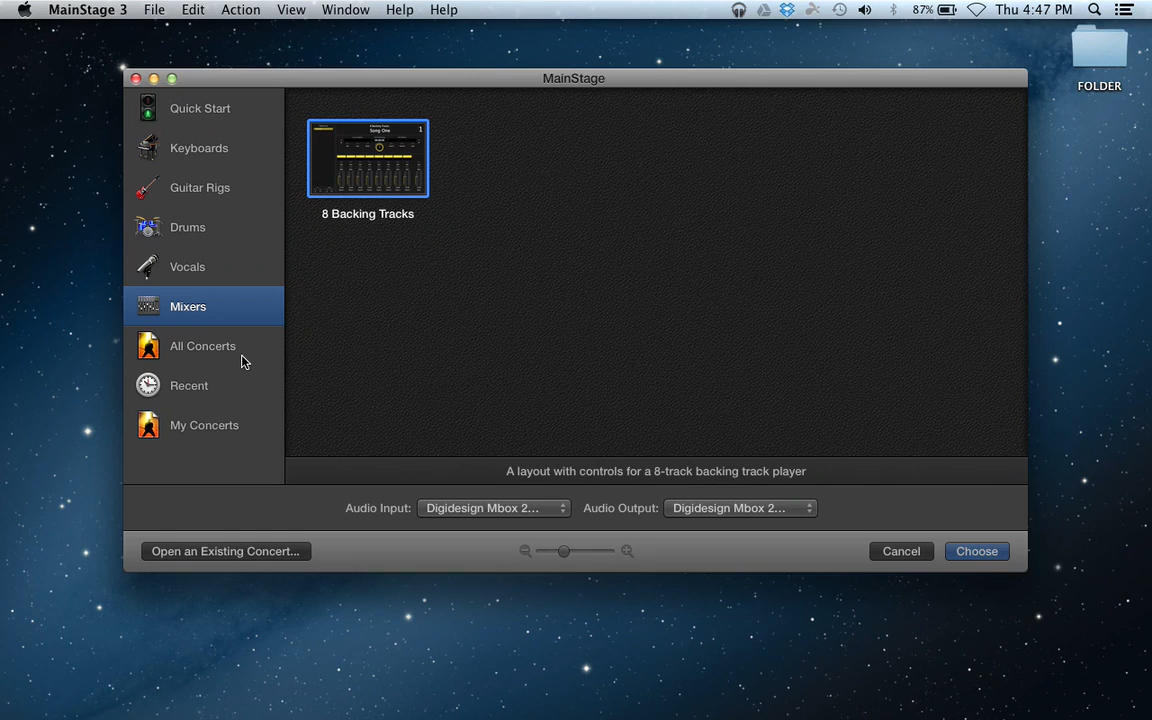 MainStage 3 File Edit Action View Window Help Help 87% Thu 4:47 PM
FOLDER
MainStage
Quick Start
Keyboards
Guitar Rigs
Drums
Vocals
Mixers
All Concerts
Recent
My Concerts
Song One
1
8 Backing Tracks
A layout with controls for a 8-track backing track player
Audio Input: Digidesign Mbox 2... Audio Output: Digidesign Mbox 2...
Open an Existing Concert... Cancel Choose